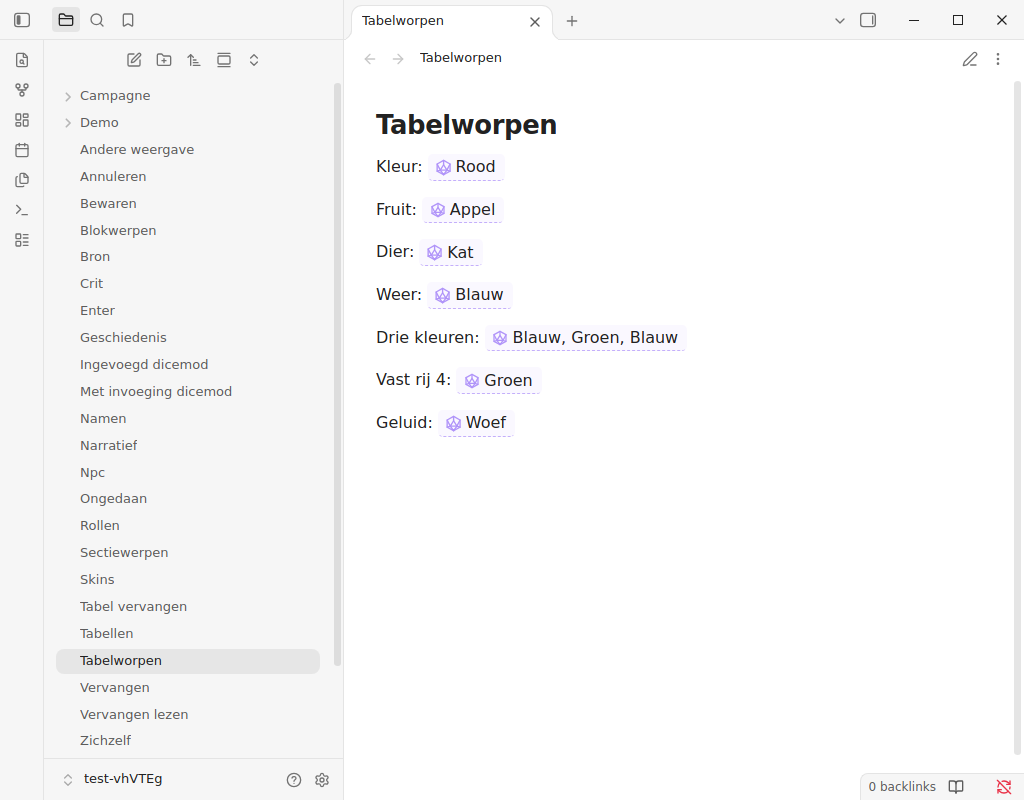 Tabelworpen
Tabelworpen
Campagne
Demo
Andere weergave
Annuleren
Bewaren
Blokwerpen
Bron
Crit
Enter
Geschiedenis
Ingevoegd dicemod
Met invoeging dicemod
Namen
Narratief
Npc
Ongedaan
Rollen
Sectiewerpen
Skins
Tabel vervangen
Tabellen
Tabelworpen
Vervangen
Vervangen lezen
Zichzelf
test-vhVTEg
Tabelworpen
Kleur: Rood
Fruit: Appel
Dier: Kat
Weer: Blauw
Drie kleuren: Blauw, Groen, Blauw
Vast rij 4: Groen
Geluid: Woef
0 backlinks